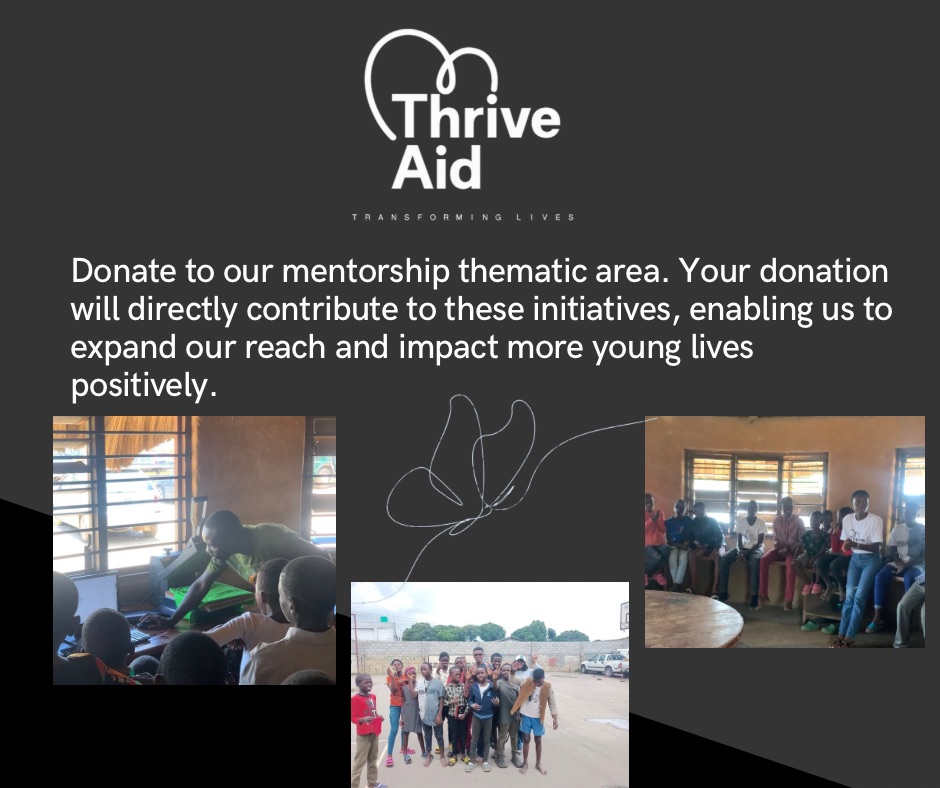 Thrive
Aid
TRANSFORMING LIVES
Donate to our mentorship thematic area. Your donation
will directly contribute to these initiatives, enabling us to
expand our reach and impact more young lives
positively.